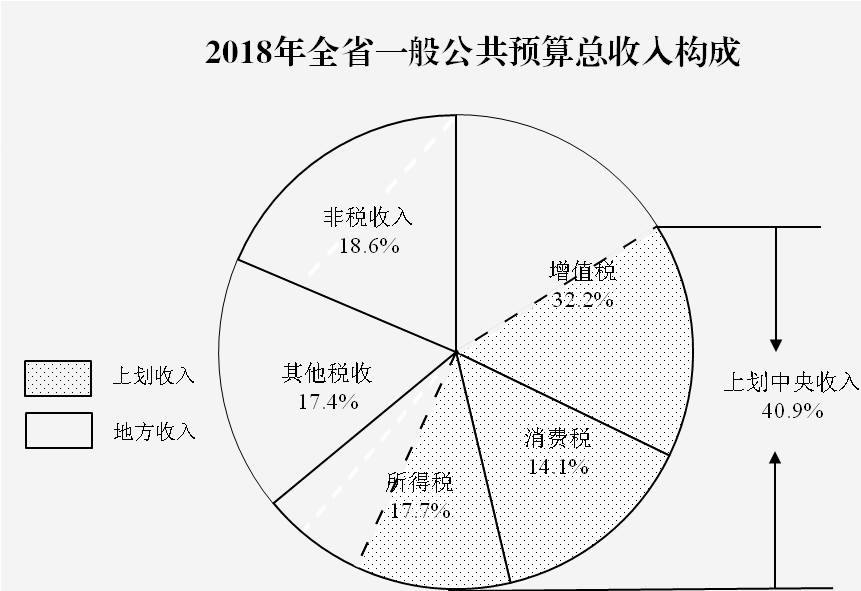 2018年全省一般公共预算总收入构成
非税收入
18.6%
增值税
32.2%
其他税收
17.4%
上划收入
地方收入
所得税
17.7%
消费税
14.1%
上划中央收入
40.9%